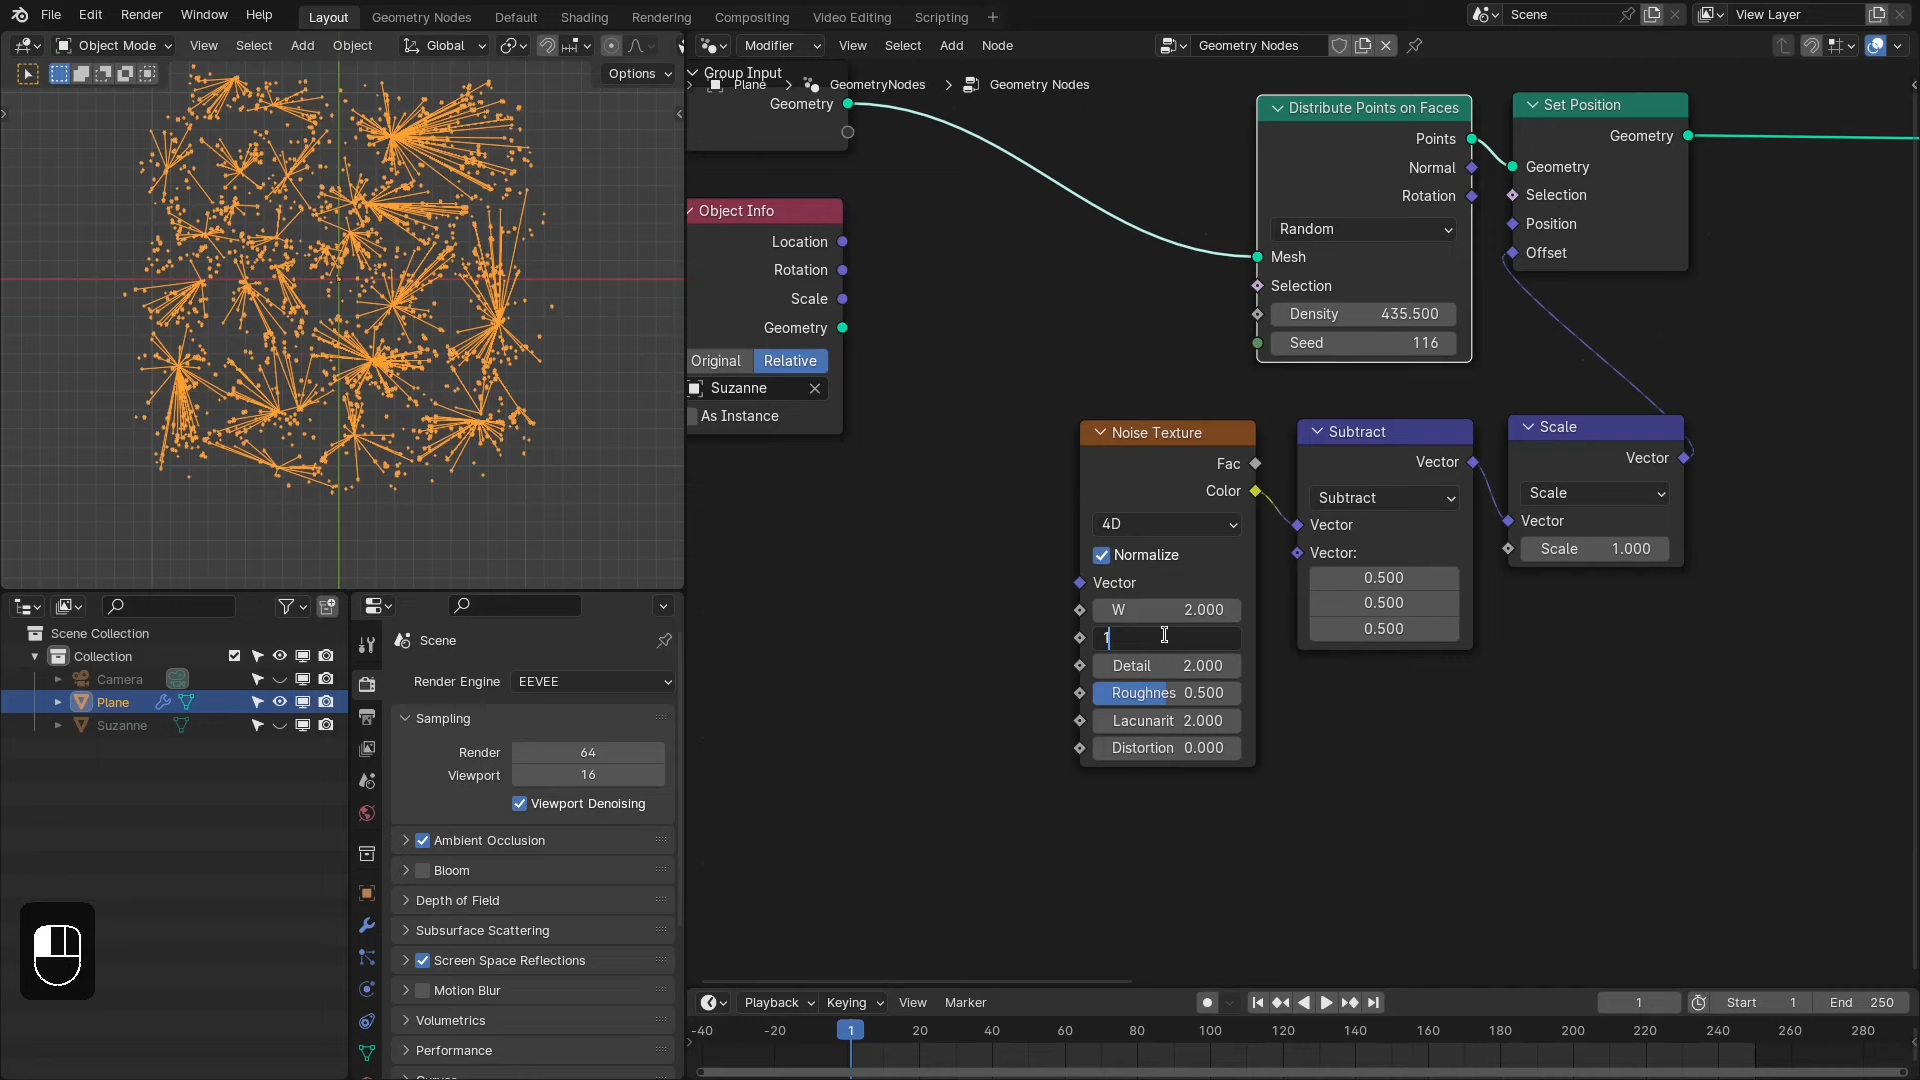 File Edit Render Window Help Layout Geometry Nodes Default Shading Rendering Compositing Video Editing Scripting + Scene View Layer
Object Mode View Select Add Object Global Modifier View Select Add Node Geometry Nodes
Options
Plane > GeometryNodes > Geometry Nodes
Group Input
Geometry
Object Info
Location
Rotation
Scale
Geometry
Original Relative
Suzanne
As Instance
Distribute Points on Faces
Points
Normal
Rotation
Random
Mesh
Selection
Density 435.500
Seed 116
Set Position
Geometry
Geometry
Selection
Position
Offset
Noise Texture
Fac
Color
4D
Normalize
Vector
W 2.000
1
Detail 2.000
Roughnes 0.500
Lacunarit 2.000
Distortion 0.000
Subtract
Vector
Subtract
Vector
Vector:
0.500
0.500
0.500
Scale
Vector
Scale
Vector
Scale 1.000
Scene Collection
Collection
Camera
Plane
Suzanne
Scene
Render Engine EEVEE
Sampling
Render 64
Viewport 16
Viewport Denoising
Ambient Occlusion
Bloom
Depth of Field
Subsurface Scattering
Screen Space Reflections
Motion Blur
Volumetrics
Performance
Playback Keying View Marker 1 Start 1 End 250
-40 -20 1 20 40 60 80 100 120 140 160 180 200 220 240 260 280